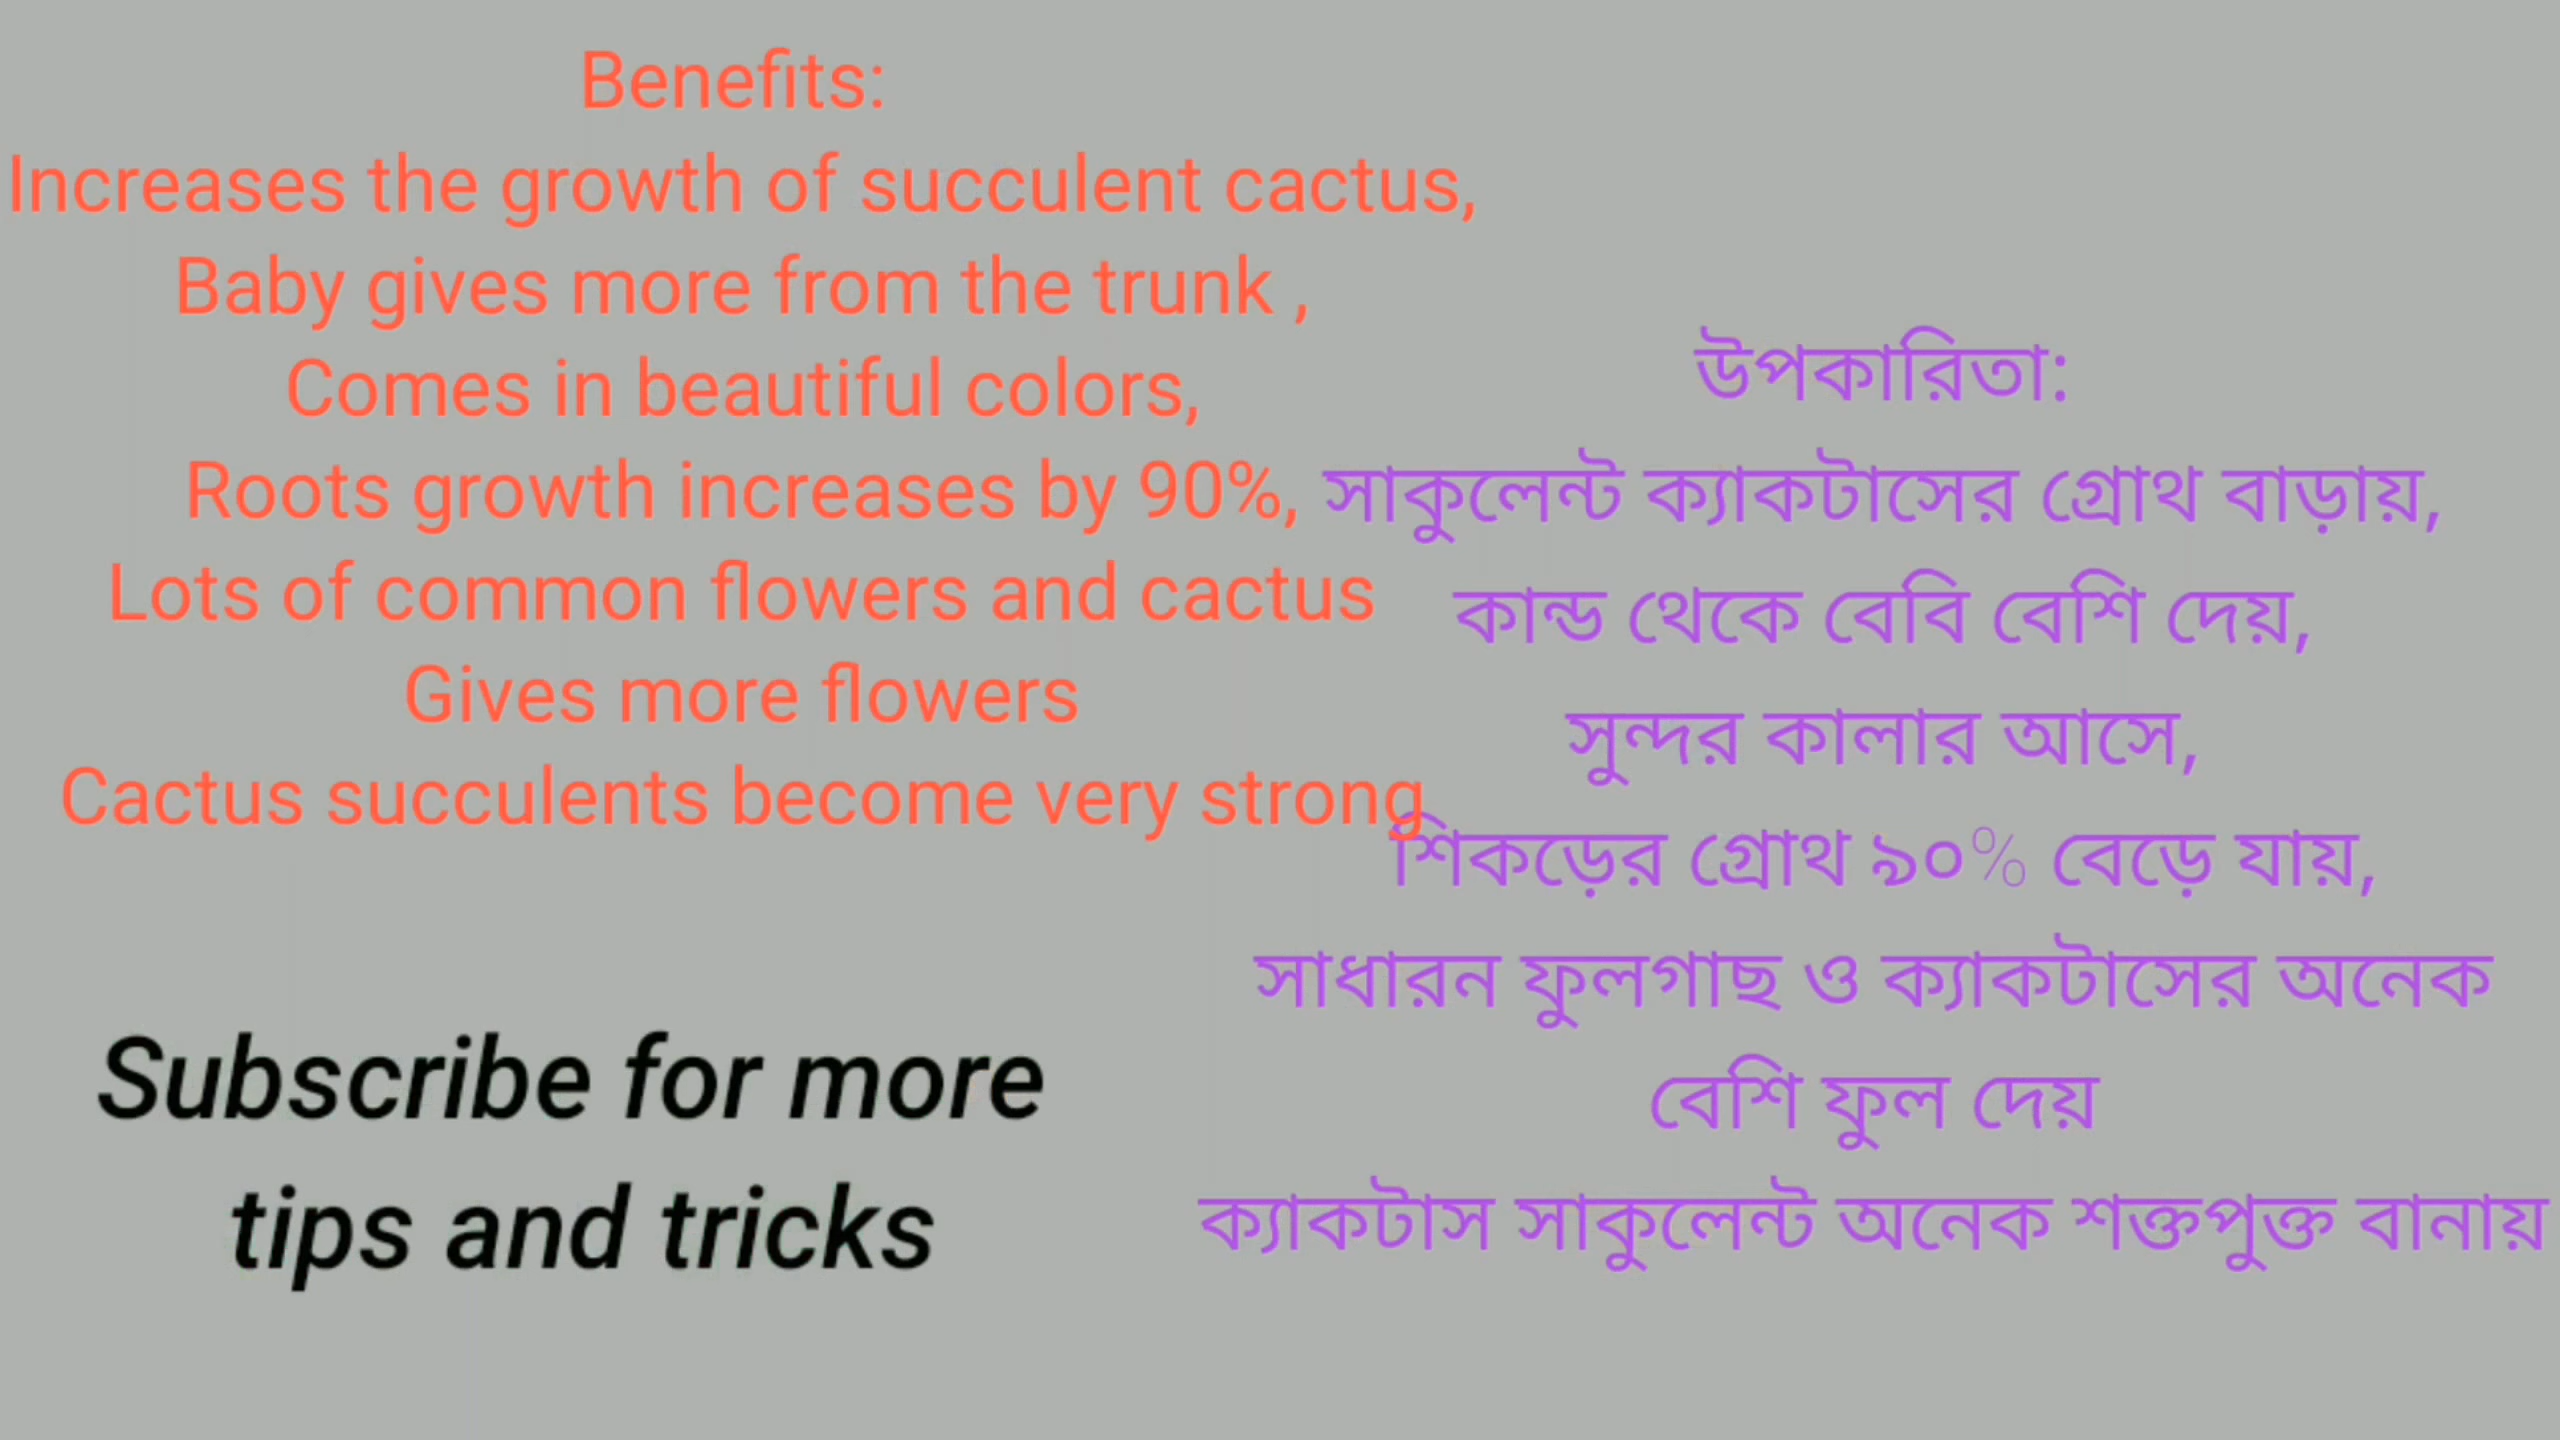 Benefits:
Increases the growth of succulent cactus,
Baby gives more from the trunk ,
Comes in beautiful colors,
Roots growth increases by 90%,
Lots of common flowers and cactus
Gives more flowers
Cactus succulents become very strong
Subscribe for more
tips and tricks
উপকারিতা:
সাকুলেন্ট ক্যাকটাসের গ্রোথ বাড়ায়,
কান্ড থেকে বেবি বেশি দেয়,
সুন্দর কালার আসে,
শিকড়ের গ্রোথ ৯০% বেড়ে যায়,
সাধারন ফুলগাছ ও ক্যাকটাসের অনেক
বেশি ফুল দেয়
ক্যাকটাস সাকুলেন্ট অনেক শক্তপুক্ত বানায়